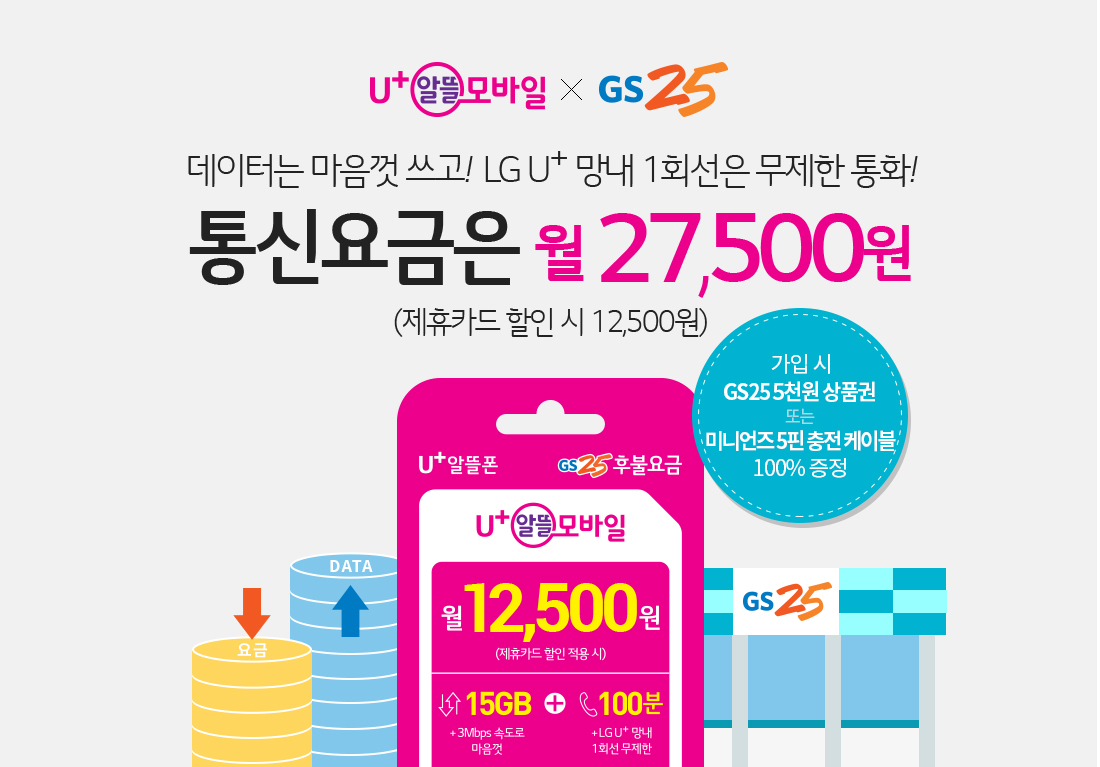 U+알뜰모바일 × GS25
데이터는 마음껏 쓰고! LG U+ 망내 1회선은 무제한 통화!
통신요금은 월 27,500원
(제휴카드 할인 시 12,500원)
가입 시
GS25 5천원 상품권
또는
미니언즈 5핀 충전 케이블
100% 증정
U+알뜰폰 GS25 후불요금
U+알뜰모바일
월 12,500원
(제휴카드 할인 적용 시)
15GB + 100분
+3Mbps 속도로
마음껏
+LG U+ 망내
1회선 무제한
DATA
요금
GS25